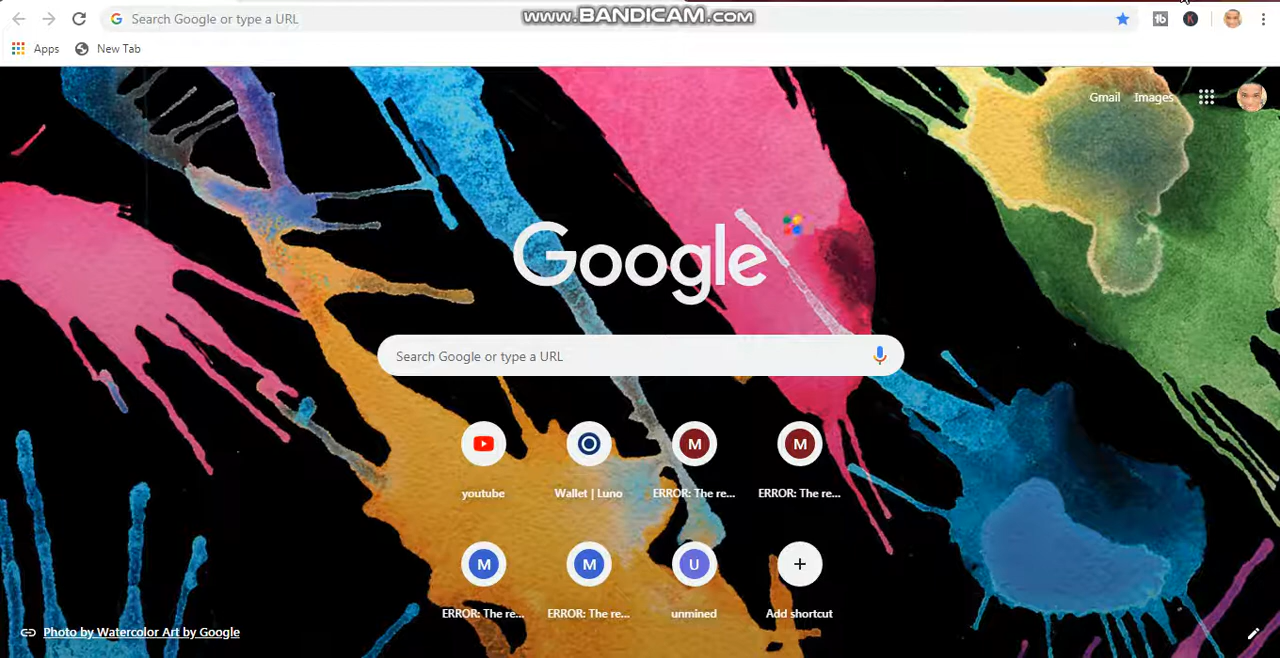 Search Google or type a URL
www.BANDICAM.com
Apps
New Tab
Gmail
Images
Google
Search Google or type a URL
youtube
Wallet | Luno
ERROR: The re...
ERROR: The re...
ERROR: The re...
ERROR: The re...
unmined
Add shortcut
Photo by Watercolor Art by Google
M
M
M
M
U
tb
K